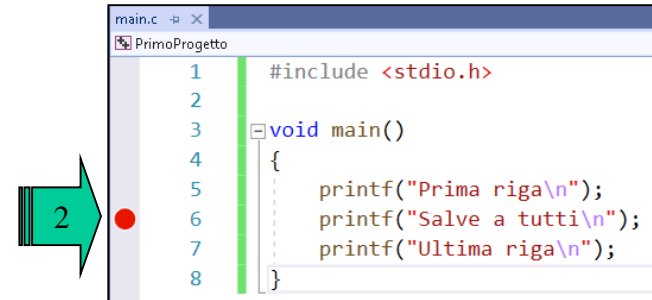 main.c
PrimoProgetto
1 #include <stdio.h>
2
3 void main()
4 {
5 printf("Prima riga\n");
2 6 printf("Salve a tutti\n");
7 printf("Ultima riga\n");
8 }